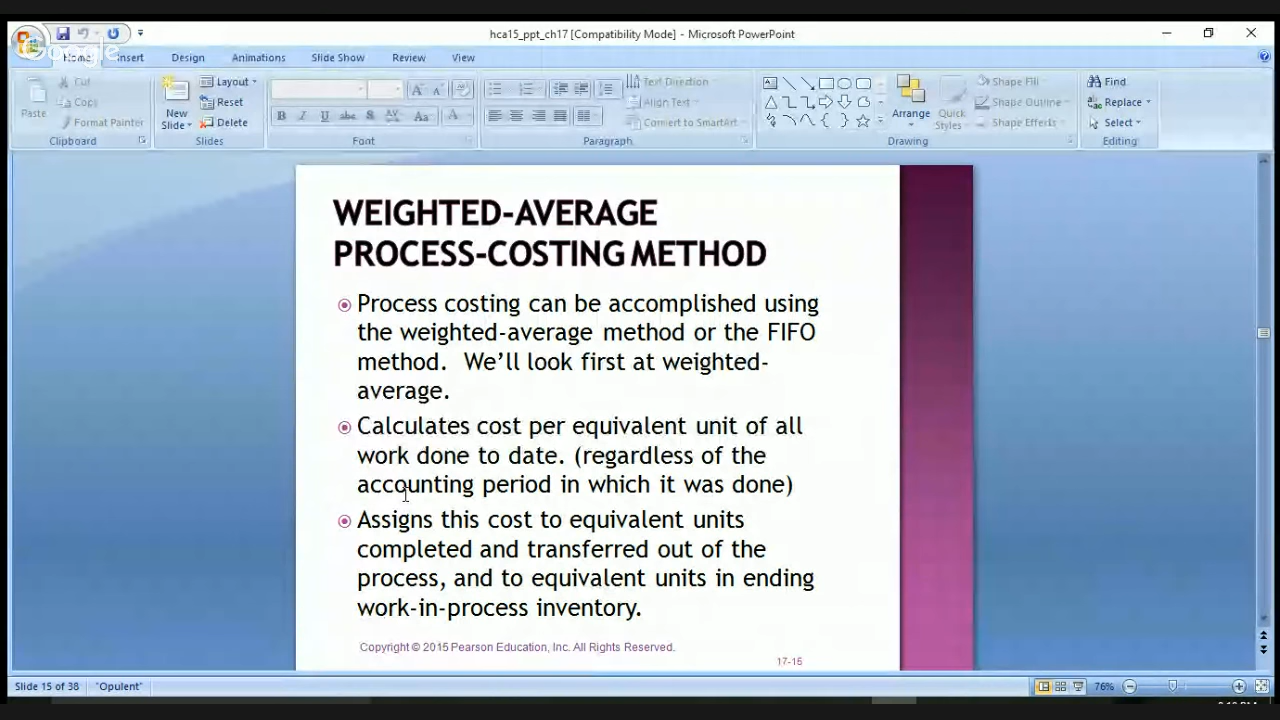 hca15_ppt_ch17 [Compatibility Mode] - Microsoft PowerPoint
Google
Home Insert Design Animations Slide Show Review View
Cut
Copy
Format Painter
Paste
Clipboard
New Slide
Layout
Reset
Delete
Slides
Font
Text Direction
Align Text
Convert to SmartArt
Paragraph
Arrange
Quick Styles
Shape Fill
Shape Outline
Shape Effects
Drawing
Find
Replace
Select
Editing
WEIGHTED-AVERAGE
PROCESS-COSTING METHOD
Process costing can be accomplished using
the weighted-average method or the FIFO
method. We’ll look first at weighted-
average.
Calculates cost per equivalent unit of all
work done to date. (regardless of the
accounting period in which it was done)
Assigns this cost to equivalent units
completed and transferred out of the
process, and to equivalent units in ending
work-in-process inventory.
Copyright © 2015 Pearson Education, Inc. All Rights Reserved.
17-15
Slide 15 of 38 "Opulent" 76%